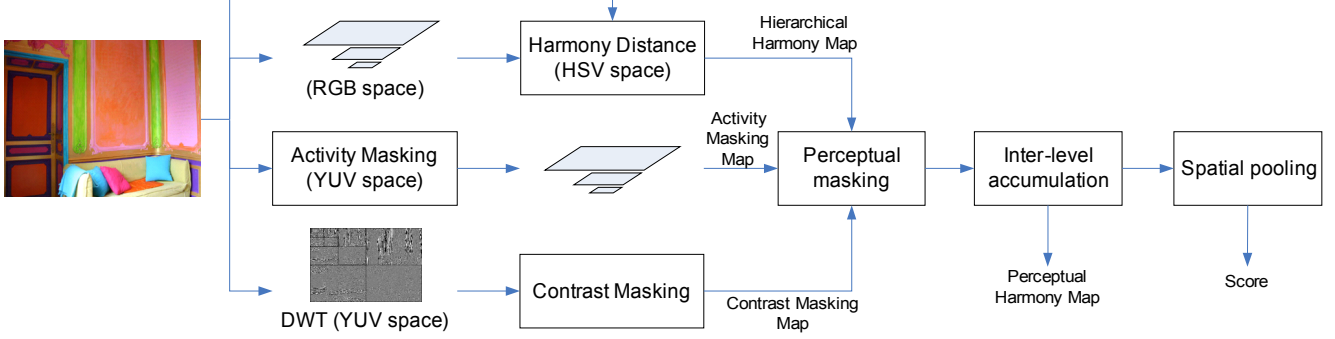 (RGB space)
Harmony Distance
(HSV space)
Hierarchical
Harmony Map
Activity Masking
(YUV space)
Activity
Masking
Map
Perceptual
masking
Inter-level
accumulation
Spatial pooling
DWT (YUV space)
Contrast Masking
Contrast Masking
Map
Perceptual
Harmony Map
Score